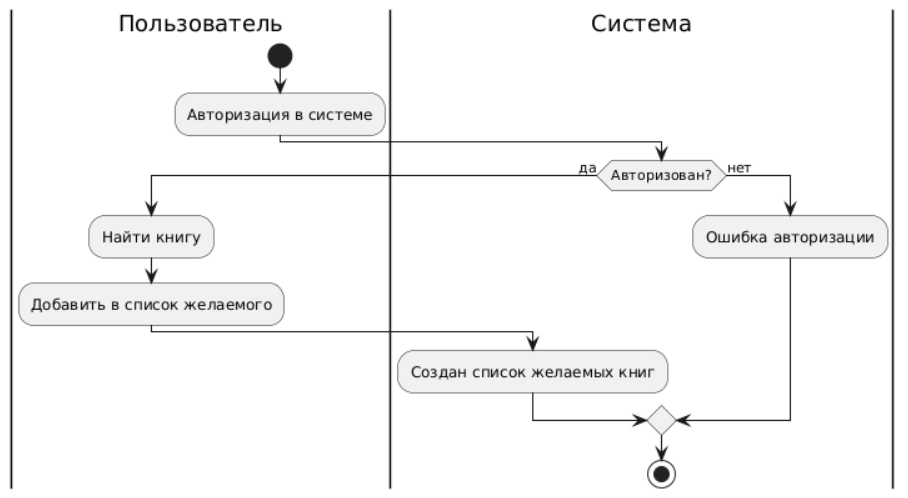 Пользователь
Система
Авторизация в системе
да
Авторизован?
нет
Найти книгу
Ошибка авторизации
Добавить в список желаемого
Создан список желаемых книг